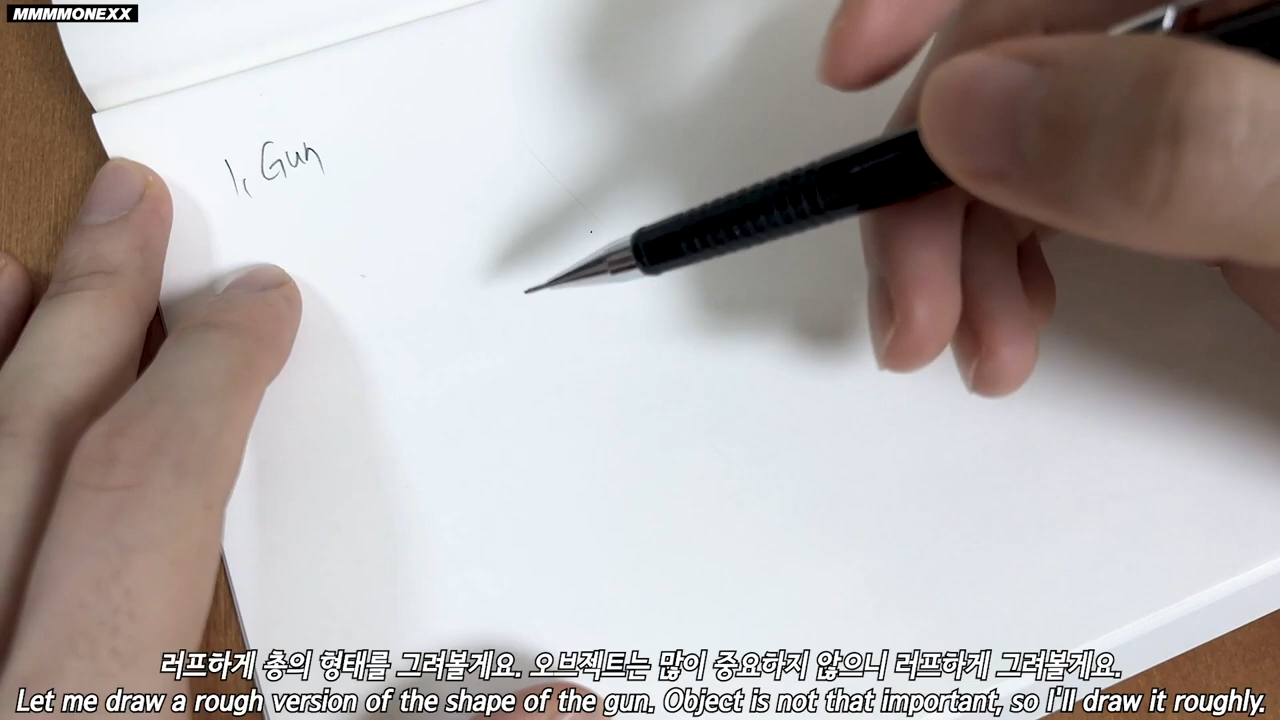 MMMMONEXX
1, Gun
러프하게 총의 형태를 그려볼게요. 오브젝트는 많이 중요하지 않으니 러프하게 그려볼게요.
Let me draw a rough version of the shape of the gun. Object is not that important, so I'll draw it roughly.